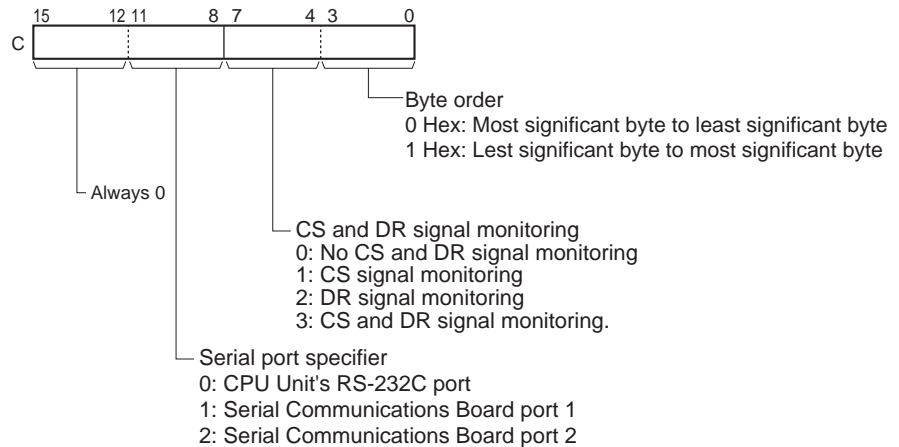 15 12 11 8 7 4 3 0
C
Byte order
0 Hex: Most significant byte to least significant byte
1 Hex: Lest significant byte to most significant byte
Always 0
CS and DR signal monitoring
0: No CS and DR signal monitoring
1: CS signal monitoring
2: DR signal monitoring
3: CS and DR signal monitoring.
Serial port specifier
0: CPU Unit's RS-232C port
1: Serial Communications Board port 1
2: Serial Communications Board port 2